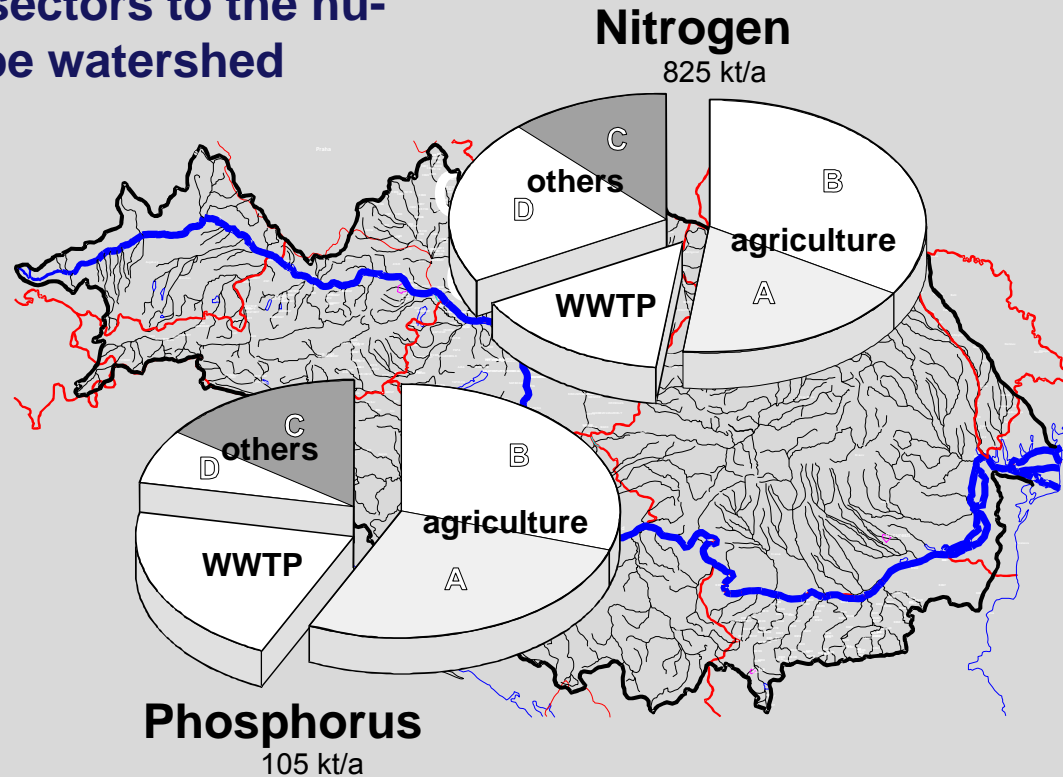 sectors to the nu-
be watershed
Nitrogen
825 kt/a
C
others
D
B
agriculture
A
WWTP
C
others
D
B
agriculture
A
WWTP
Phosphorus
105 kt/a